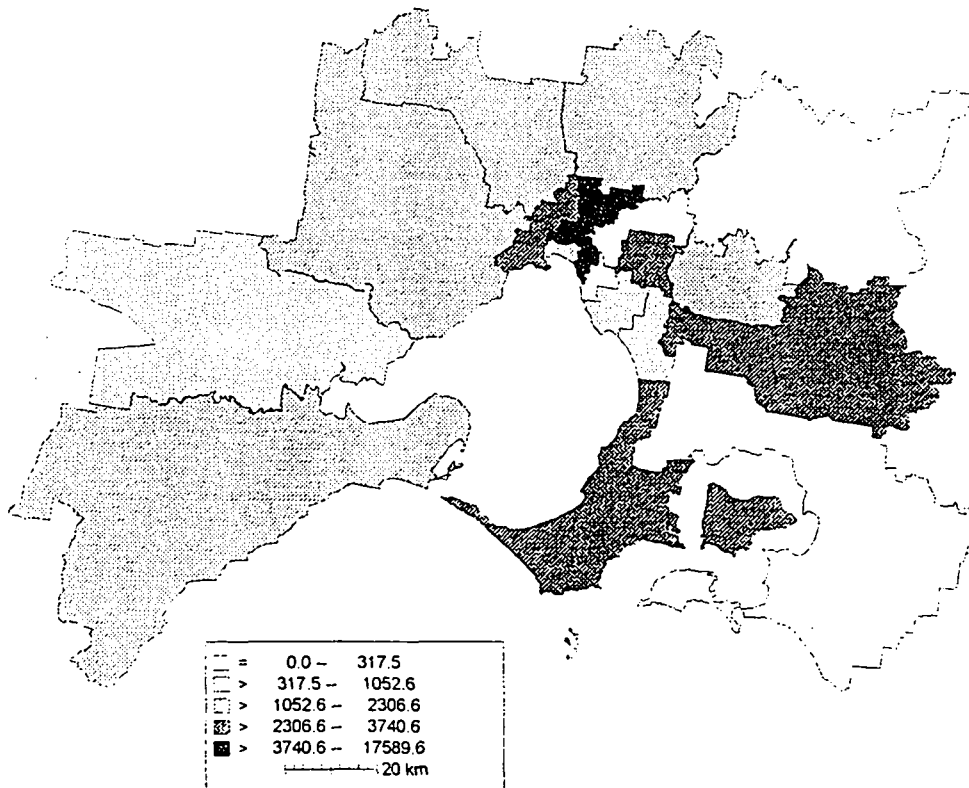 = 0.0 – 317.5
> 317.5 – 1052.6
> 1052.6 – 2306.6
> 2306.6 – 3740.6
> 3740.6 – 17589.6
20 km